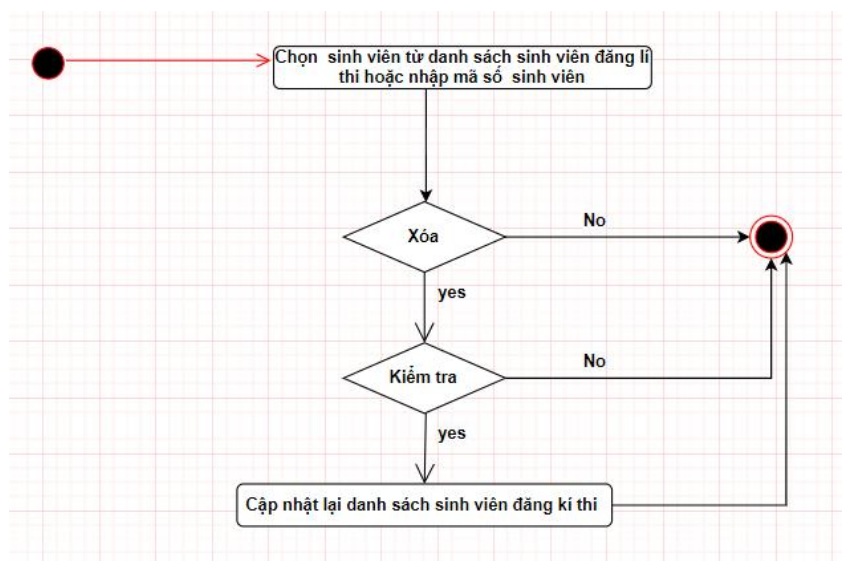 Chọn sinh viên từ danh sách sinh viên đăng lí
thi hoặc nhập mã số sinh viên
Xóa
No
yes
Kiểm tra
No
yes
Cập nhật lại danh sách sinh viên đăng kí thi